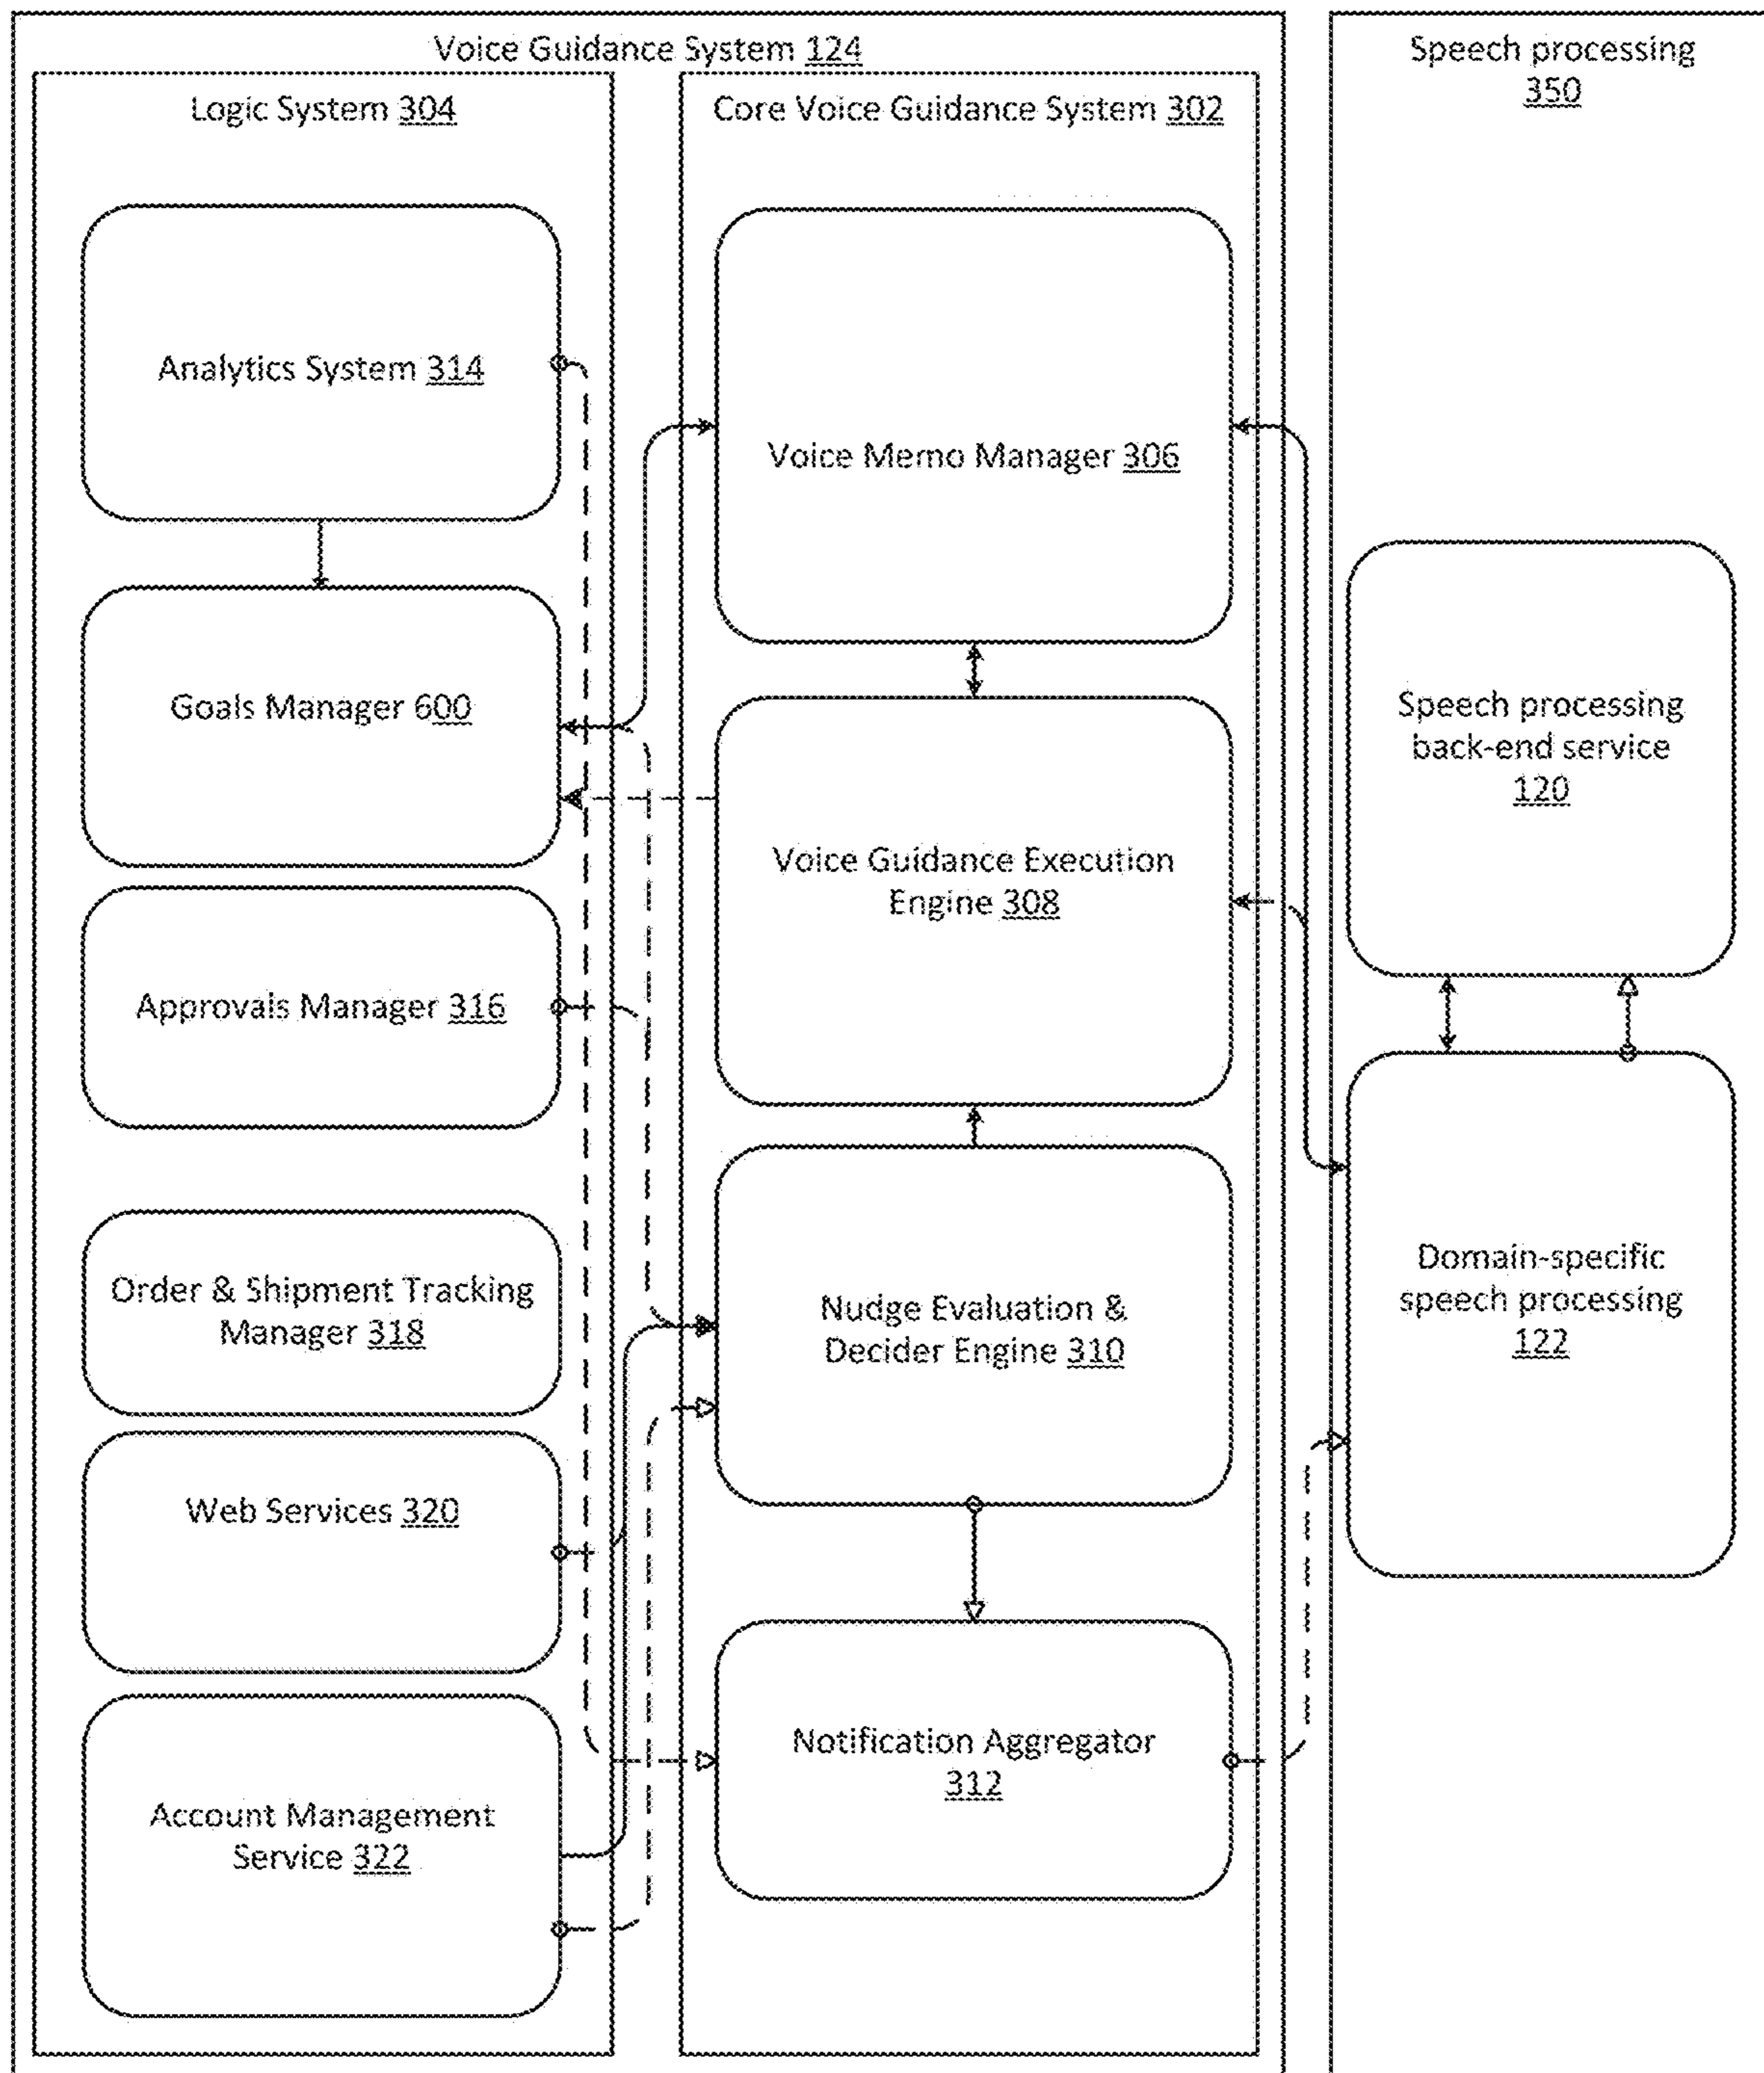 Voice Guidance System 124
Logic System 304
Analytics System 314
Goals Manager 600
Approvals Manager 316
Order & Shipment Tracking
Manager 318
Web Services 320
Account Management
Service 322
Core Voice Guidance System 302
Voice Memo Manager 306
Voice Guidance Execution
Engine 308
Nudge Evaluation &
Decider Engine 310
Notification Aggregator
312
Speech processing
350
Speech processing
back-end service
120
Domain-specific
speech processing
122